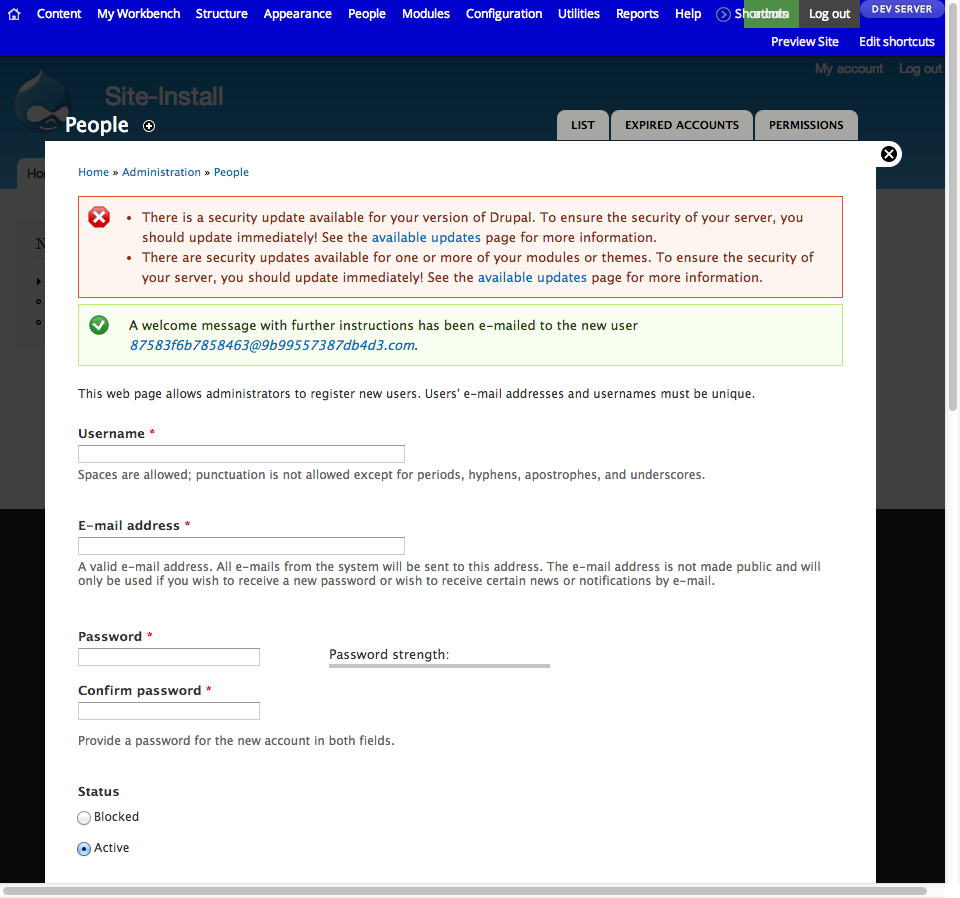 Content My Workbench Structure Appearance People Modules Configuration Utilities Reports Help Shortcuts Log out DEV SERVER
Preview Site Edit shortcuts
My account Log out
Site-Install
People
LIST EXPIRED ACCOUNTS PERMISSIONS
Home » Administration » People
There is a security update available for your version of Drupal. To ensure the security of your server, you
should update immediately! See the available updates page for more information.
There are security updates available for one or more of your modules or themes. To ensure the security of
your server, you should update immediately! See the available updates page for more information.
A welcome message with further instructions has been e-mailed to the new user
87583f6b7858463@9b99557387db4d3.com.
This web page allows administrators to register new users. Users' e-mail addresses and usernames must be unique.
Username *
Spaces are allowed; punctuation is not allowed except for periods, hyphens, apostrophes, and underscores.
E-mail address *
A valid e-mail address. All e-mails from the system will be sent to this address. The e-mail address is not made public and will
only be used if you wish to receive a new password or wish to receive certain news or notifications by e-mail.
Password *
Password strength:
Confirm password *
Provide a password for the new account in both fields.
Status
Blocked
Active